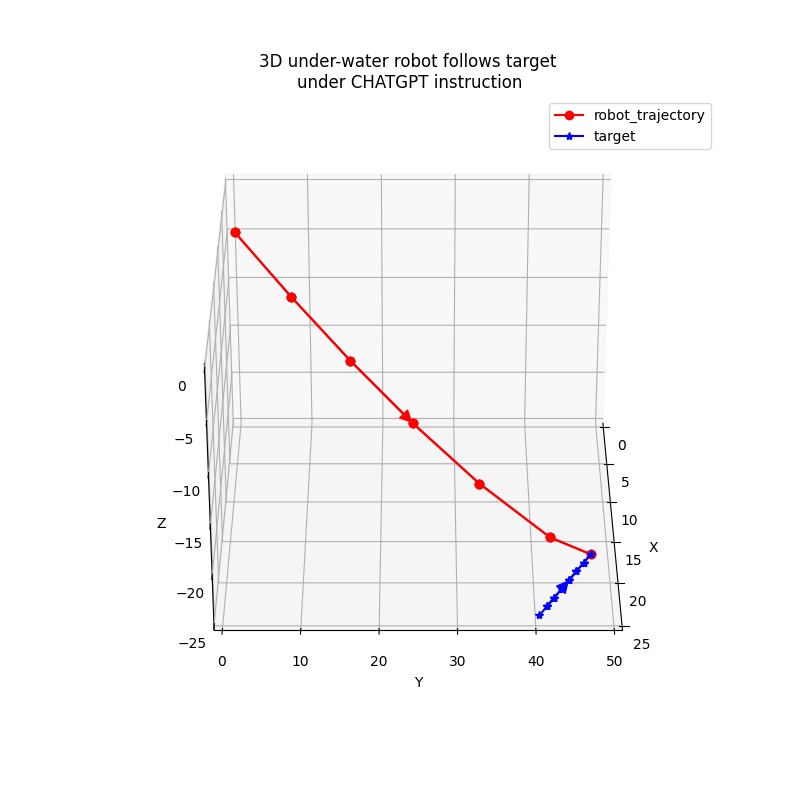 3D under-water robot follows target
under CHATGPT instruction
robot_trajectory
target
0
−5
−10
−15
−20
−25
Z
0
5
10
15
20
25
X
0
10
20
30
40
50
Y